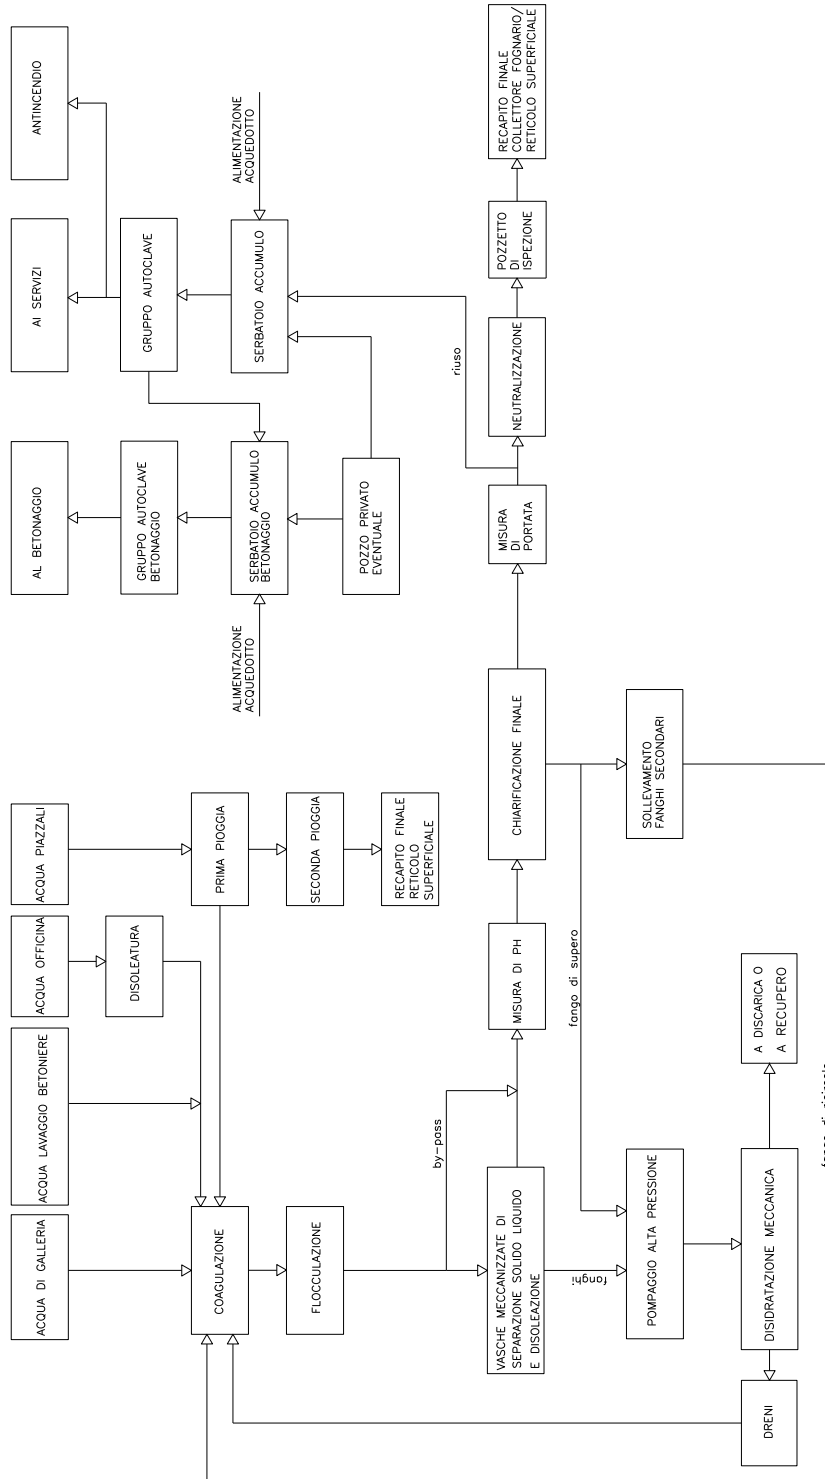 ACQUA DI GALLERIA
ACQUA LAVAGGIO BETONIERE
ACQUA OFFICINA
ACQUA PIAZZALI
AL BETONAGGIO
AI SERVIZI
ANTINCENDIO
DISOLEATURA
GRUPPO AUTOCLAVE
BETONAGGIO
GRUPPO AUTOCLAVE
COAGULAZIONE
PRIMA PIOGGIA
ALIMENTAZIONE
ACQUEDOTTO
SERBATOIO ACCUMULO
BETONAGGIO
SERBATOIO ACCUMULO
ALIMENTAZIONE
ACQUEDOTTO
FLOCCULAZIONE
SECONDA PIOGGIA
POZZO PRIVATO
EVENTUALE
RECAPITO FINALE
RETICOLO
SUPERFICIALE
by-pass
riuso
VASCHE MECCANIZZATE DI
SEPARAZIONE SOLIDO LIQUIDO
E DISOLEAZIONE
MISURA DI PH
CHIARIFICAZIONE FINALE
MISURA
DI
PORTATA
NEUTRALIZZAZIONE
POZZETTO
DI
ISPEZIONE
RECAPITO FINALE
COLLETTORE FOGNARIO/
RETICOLO SUPERFICIALE
fanghi
fango di supero
POMPAGGIO ALTA PRESSIONE
SOLLEVAMENTO
FANGHI SECONDARI
DRENI
DISIDRATAZIONE MECCANICA
A DISCARICA O
A RECUPERO